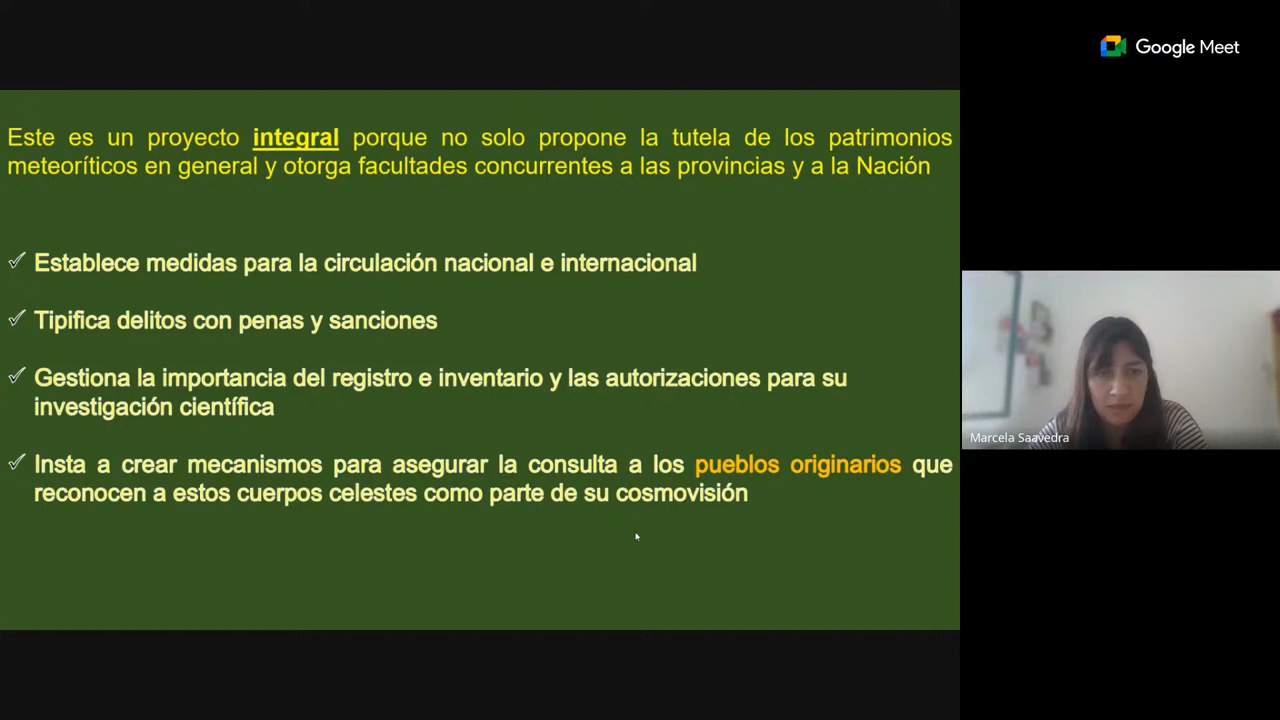 Google Meet
Este es un proyecto integral porque no solo propone la tutela de los patrimonios
meteoríticos en general y otorga facultades concurrentes a las provincias y a la Nación
Establece medidas para la circulación nacional e internacional
Tipifica delitos con penas y sanciones
Gestiona la importancia del registro e inventario y las autorizaciones para su
investigación científica
Insta a crear mecanismos para asegurar la consulta a los pueblos originarios que
reconocen a estos cuerpos celestes como parte de su cosmovisión
Marcela Saavedra